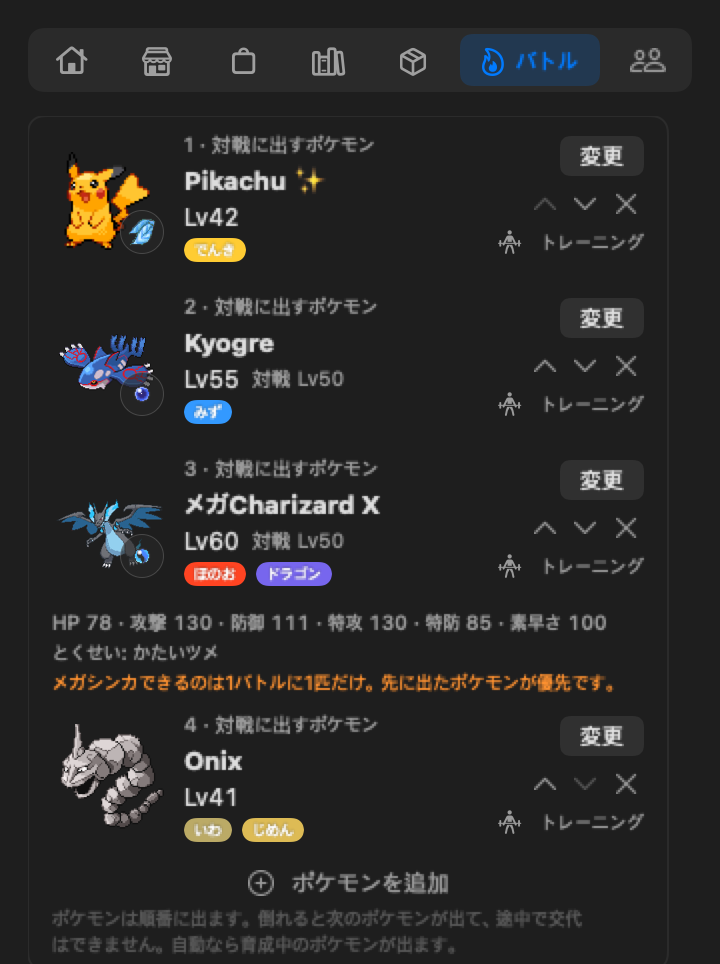 バトル
1・対戦に出すポケモン
変更
Pikachu ✨
Lv42
トレーニング
でんき
2・対戦に出すポケモン
変更
Kyogre
Lv55 対戦 Lv50
トレーニング
みず
3・対戦に出すポケモン
変更
メガCharizard X
Lv60 対戦 Lv50
トレーニング
ほのお ドラゴン
HP 78・攻撃 130・防御 111・特攻 130・特防 85・素早さ 100
とくせい: かたいツメ
メガシンカできるのは1バトルに1匹だけ。先に出たポケモンが優先です。
4・対戦に出すポケモン
変更
Onix
Lv41
トレーニング
いわ じめん
ポケモンを追加
ポケモンは順番に出ます。倒れると次のポケモンが出て、途中で交代
はできません。自動なら育成中のポケモンが出ます。